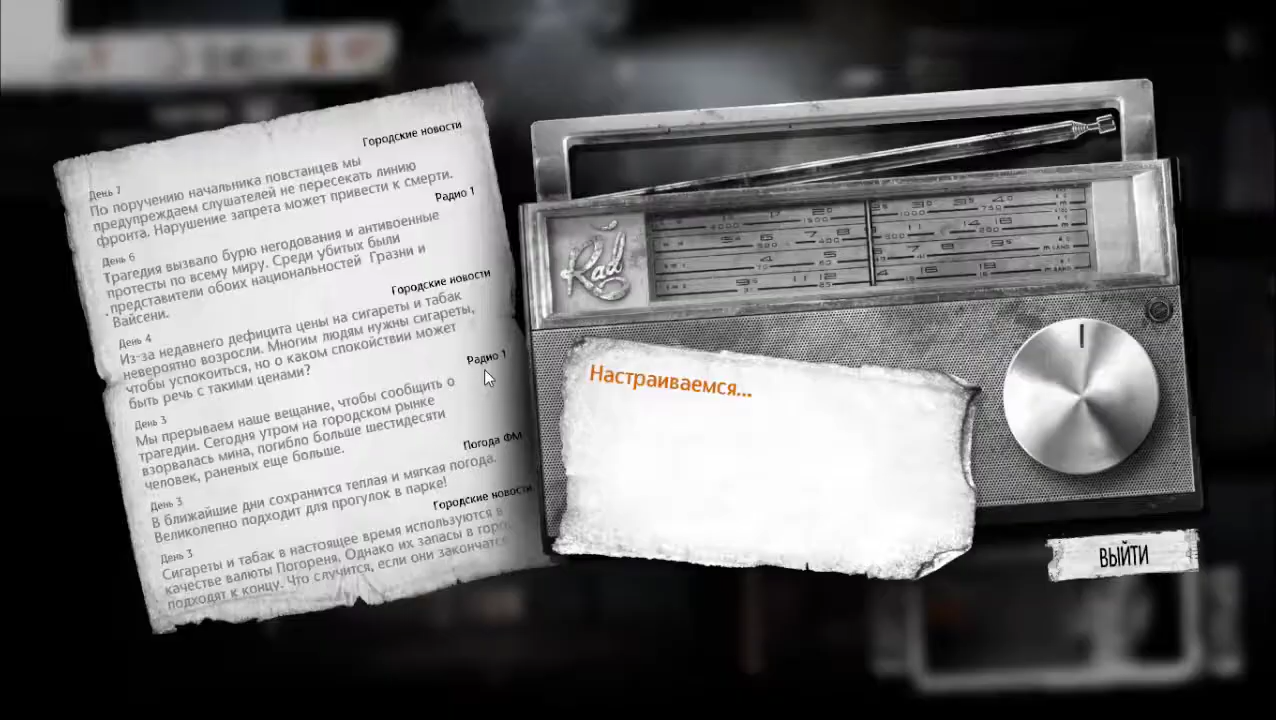 Городские новости
День 7
По поручению начальника повстанцев мы
предупреждаем слушателей не пересекать линию
фронта. Нарушение запрета может привести к смерти.
Радио 1
День 6
Трагедия вызвало бурю негодования и антивоенные
протесты по всему миру. Среди убитых были
представители обоих национальностей Гразни и
Вайсени.
Городские новости
День 4
Из-за недавнего дефицита цены на сигареты и табак
невероятно возросли. Многим людям нужны сигареты,
чтобы успокоиться, но о каком спокойствии может
быть речь с такими ценами?
Радио 1
День 3
Мы прерываем наше вещание, чтобы сообщить о
трагедии. Сегодня утром на городском рынке
взорвалась мина, погибло больше шестидесяти
человек, раненых еще больше.
Погода ФМ
День 3
В ближайшие дни сохранится теплая и мягкая погода.
Великолепно подходит для прогулок в парке!
Городские новости
День 3
Сигареты и табак в настоящее время используются в
качестве валюты Погореня. Однако их запасы в горо
подходят к концу. Что случится, если они закончатс
Rad
Настраиваемся...
ВЫЙТИ